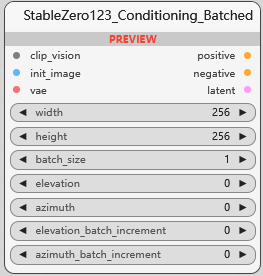 StableZero123_Conditioning_Batched
PREVIEW
clip_vision positive
init_image negative
vae latent
width 256
height 256
batch_size 1
elevation 0
azimuth 0
elevation_batch_increment 0
azimuth_batch_increment 0